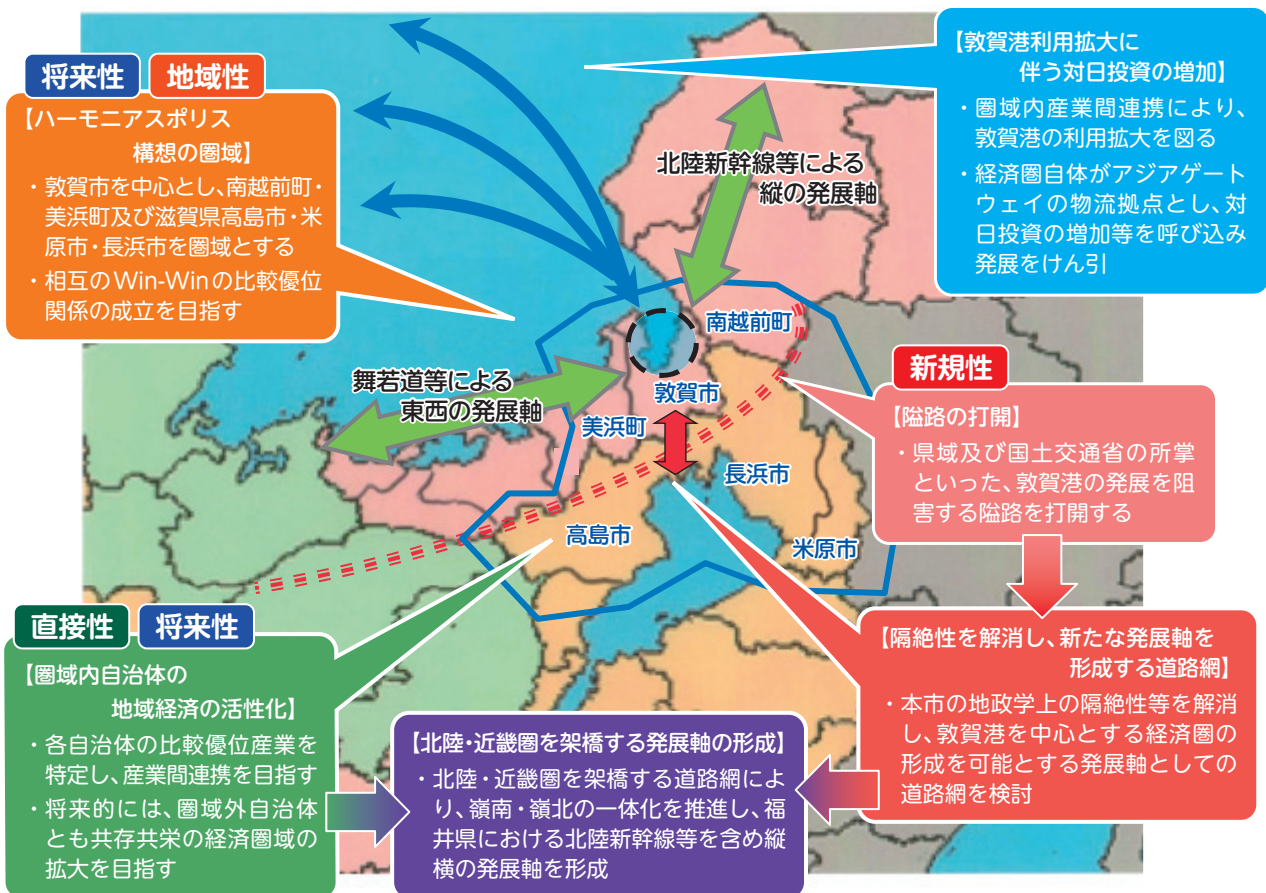 将来性 地域性
【ハーモニアスポリス
構想の圏域】
・敦賀市を中心とし、南越前町・
美浜町及び滋賀県高島市・米
原市・長浜市を圏域とする
・相互のWin-Winの比較優位
関係の成立を目指す
【敦賀港利用拡大に
伴う対日投資の増加】
・圏域内産業間連携により、
敦賀港の利用拡大を図る
・経済圏自体がアジアゲート
ウェイの物流拠点とし、対
日投資の増加等を呼び込み
発展をけん引
北陸新幹線等による
縦の発展軸
舞若道等による
東西の発展軸
南越前町
敦賀市
美浜町
長浜市
高島市
米原市
新規性
【隘路の打開】
・県域及び国土交通省の所掌
といった、敦賀港の発展を阻
害する隘路を打開する
【隔絶性を解消し、新たな発展軸を
形成する道路網】
・本市の地政学上の隔絶性等を解消
し、敦賀港を中心とする経済圏の
形成を可能とする発展軸としての
道路網を検討
直接性 将来性
【圏域内自治体の
地域経済の活性化】
・各自治体の比較優位産業を
特定し、産業間連携を目指す
・将来的には、圏域外自治体
とも共存共栄の経済圏域の
拡大を目指す
【北陸・近畿圏を架橋する発展軸の形成】
・北陸・近畿圏を架橋する道路網によ
り、嶺南・嶺北の一体化を推進し、福
井県における北陸新幹線等を含め縦
横の発展軸を形成